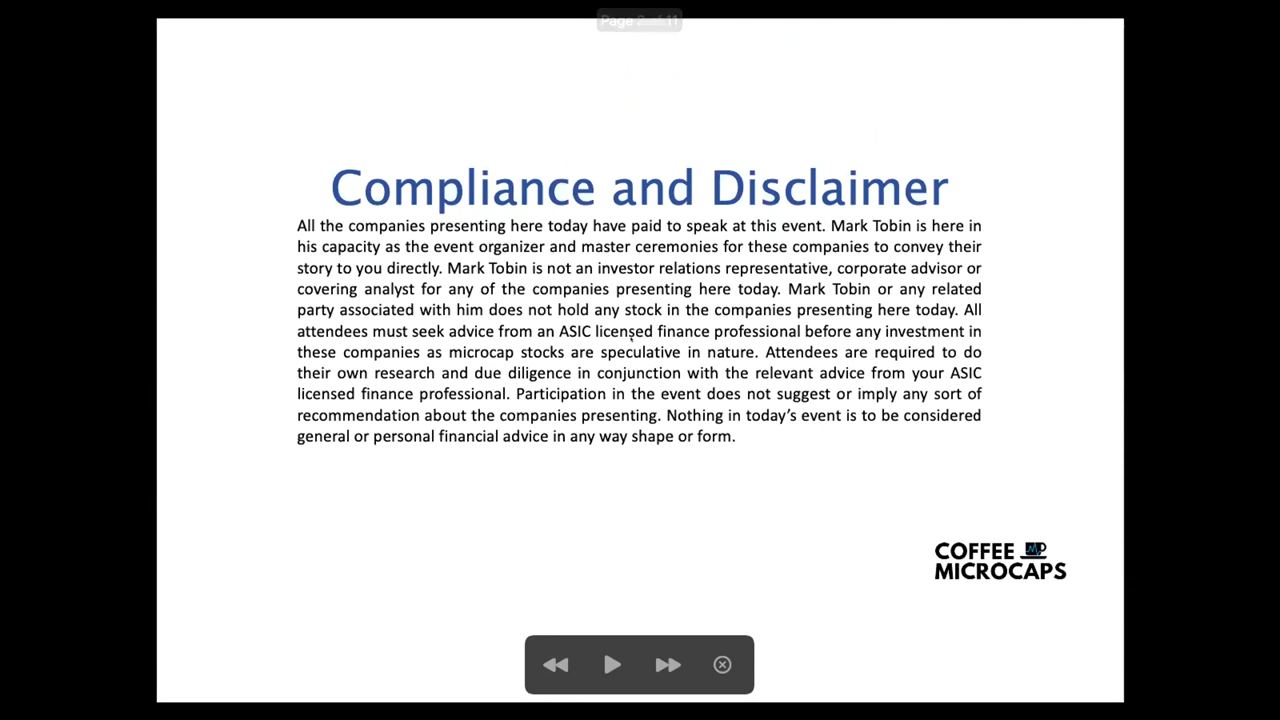 Page 2 of 11
Compliance and Disclaimer
All the companies presenting here today have paid to speak at this event. Mark Tobin is here in
his capacity as the event organizer and master ceremonies for these companies to convey their
story to you directly. Mark Tobin is not an investor relations representative, corporate advisor or
covering analyst for any of the companies presenting here today. Mark Tobin or any related
party associated with him does not hold any stock in the companies presenting here today. All
attendees must seek advice from an ASIC licensed finance professional before any investment in
these companies as microcap stocks are speculative in nature. Attendees are required to do
their own research and due diligence in conjunction with the relevant advice from your ASIC
licensed finance professional. Participation in the event does not suggest or imply any sort of
recommendation about the companies presenting. Nothing in today’s event is to be considered
general or personal financial advice in any way shape or form.
COFFEE
MICROCAPS